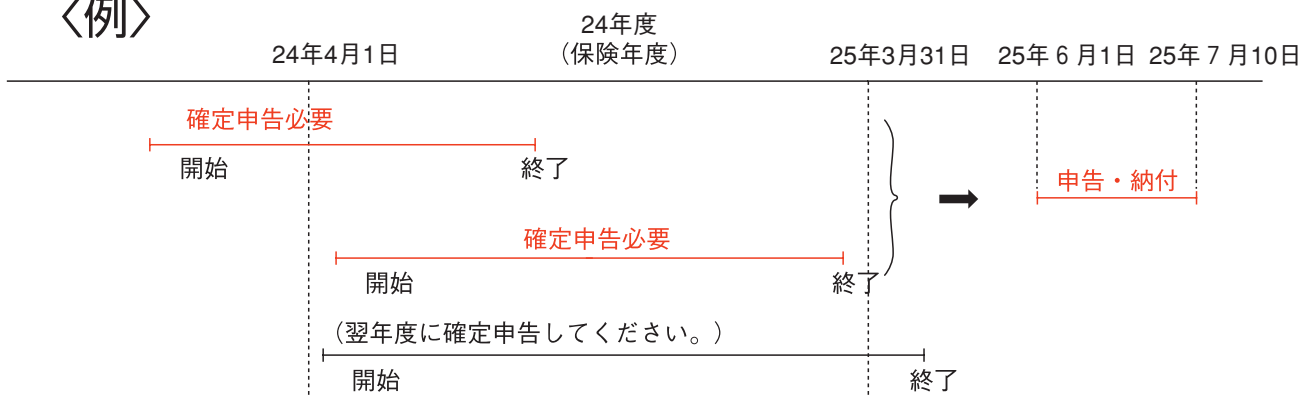 〈例〉
24年度
(保険年度)
24年4月1日
25年3月31日
25年6月1日
25年7月10日
確定申告必要
開始
終了
申告・納付
確定申告必要
開始
終了
(翌年度に確定申告してください。)
開始
終了